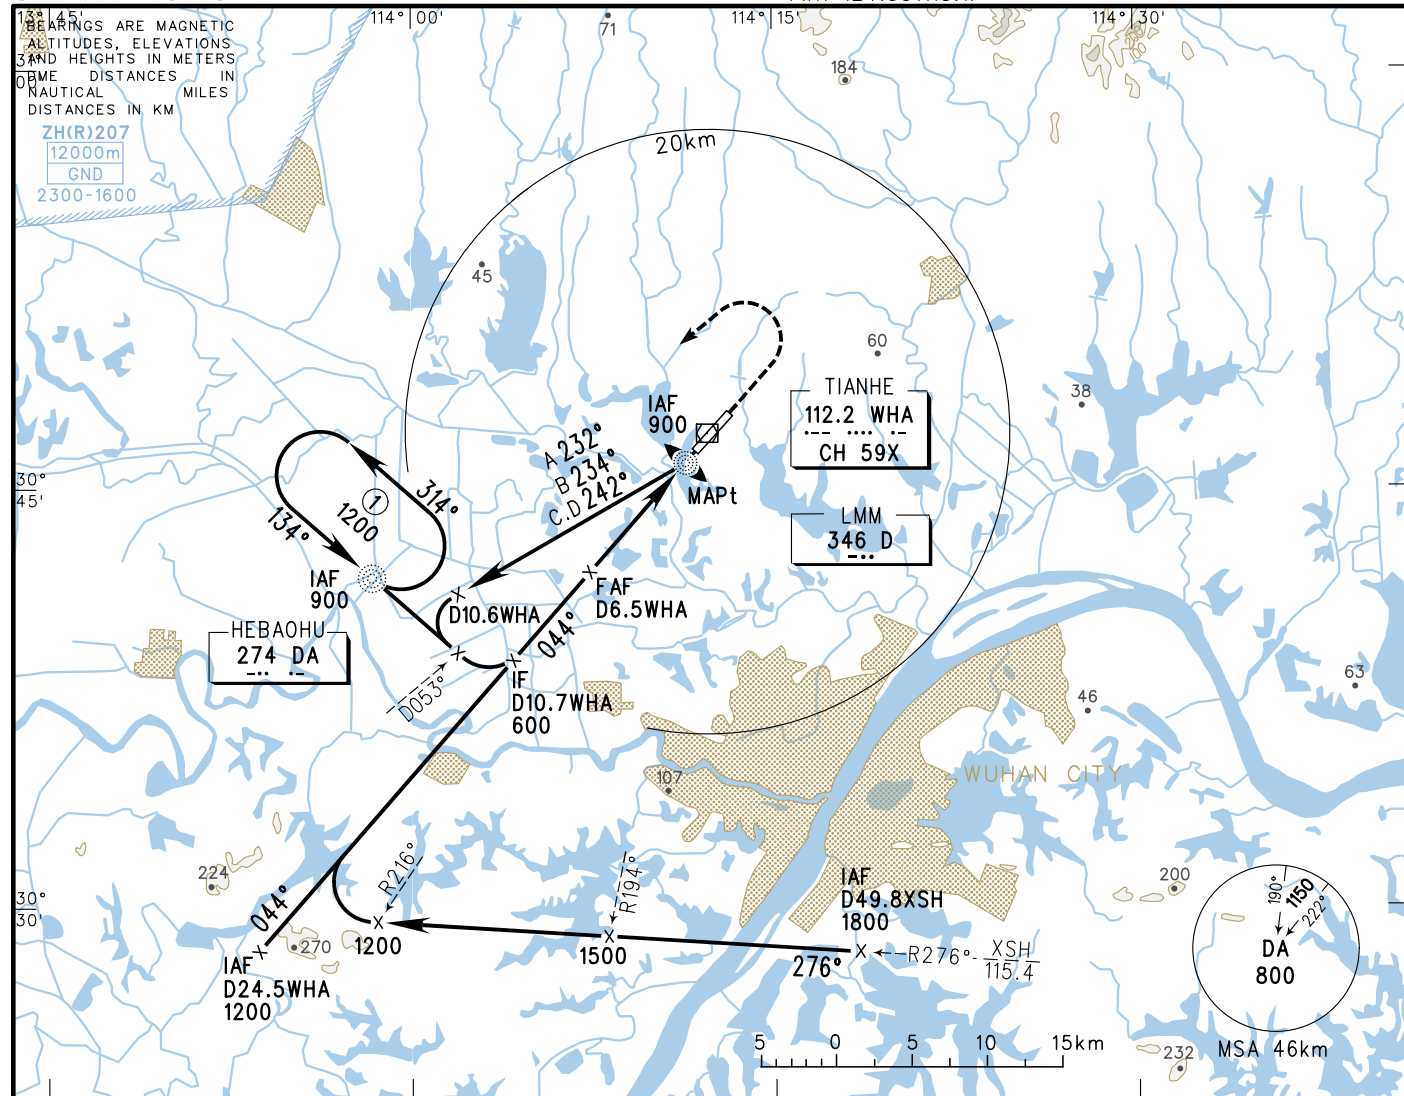 113°45'
114°00'
114°15'
114°30'
BEARINGS ARE MAGNETIC
ALTITUDES, ELEVATIONS
AND HEIGHTS IN METERS
DME DISTANCES IN
NAUTICAL MILES
DISTANCES IN KM
31°
00'
ZH(R)207
12000m
GND
2300-1600
71
184
20km
45
60
38
IAF
900
TIANHE
112.2 WHA
·-- ···· ·-
CH 59X
A 232°
B 234°
C.D 242°
MAPt
LMM
346 D
-··
30°
45'
314°
1
1200
134°
IAF
900
HEBAOHU
274 DA
-·· ·-
D10.6WHA
FAF
D6.5WHA
044°
D053°
IF
D10.7WHA
600
63
46
WUHAN CITY
107
224
R216°
R194°
IAF
D49.8XSH
1800
200
30°
30'
044°
270
1200
1500
276°
R276°
XSH
115.4
IAF
D24.5WHA
1200
190°
1150
222°
DA
800
MSA 46km
232
5 0 5 10 15km